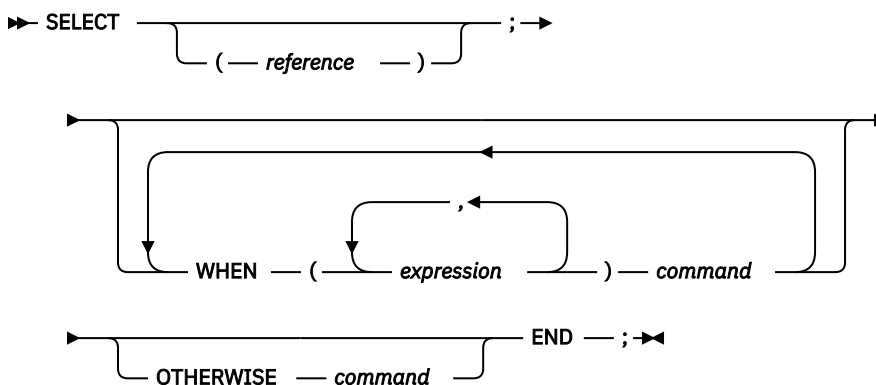 SELECT ;
( reference )
,
WHEN ( expression ) command
END ;
OTHERWISE command